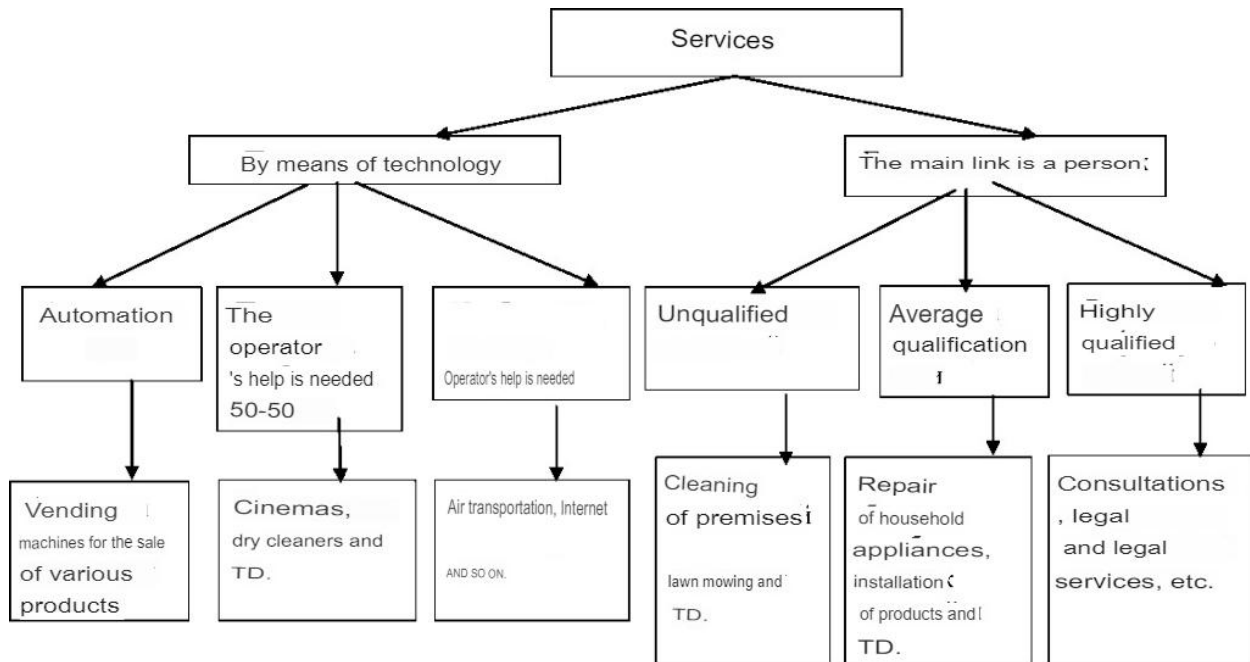 Services
By means of technology
The main link is a person;
Automation
The
operator
's help is needed
50-50
Operator's help is needed
Unqualified
Average
qualification
Highly
qualified
Vending
machines for the sale
of various
products
Cinemas,
dry cleaners and
TD.
Air transportation, Internet
AND SO ON.
Cleaning
of premises
lawn mowing and
TD.
Repair
of household
appliances,
installation
of products and
TD.
Consultations
, legal
and legal
services, etc.